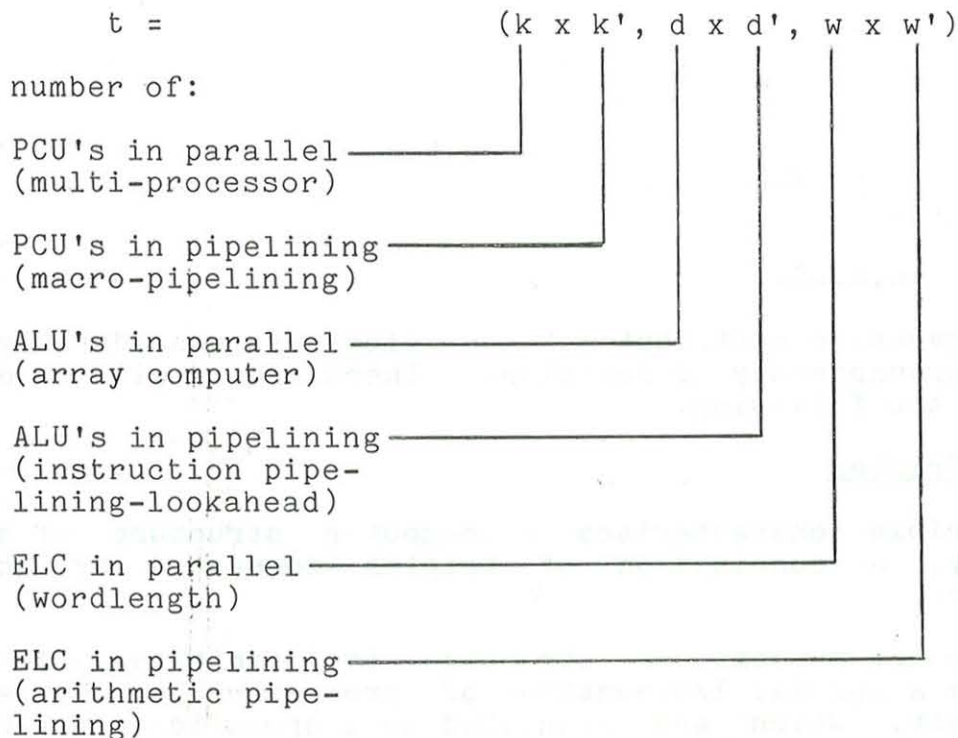 t = (k x k', d x d', w x w')
number of:
PCU's in parallel
(multi-processor)
PCU's in pipelining
(macro-pipelining)
ALU's in parallel
(array computer)
ALU's in pipelining
(instruction pipe-
lining-lookahead)
ELC in parallel
(wordlength)
ELC in pipelining
(arithmetic pipe-
lining)